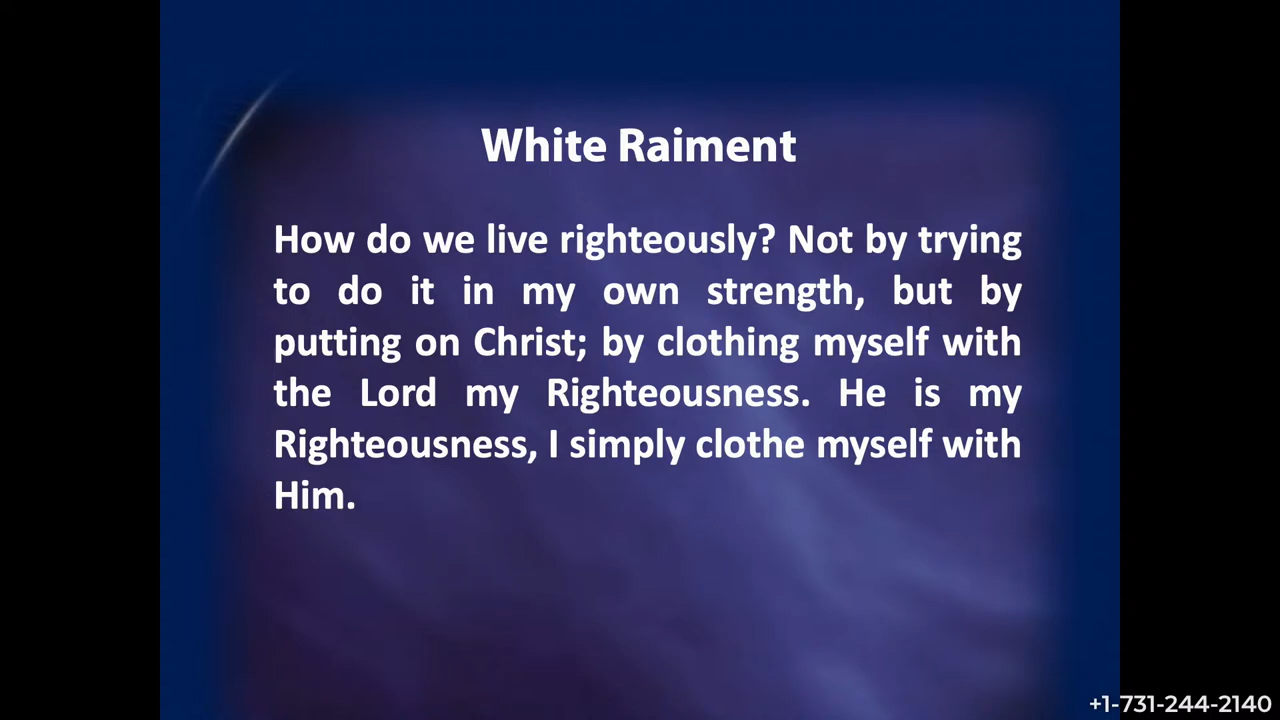 White Raiment
How do we live righteously? Not by trying
to do it in my own strength, but by
putting on Christ; by clothing myself with
the Lord my Righteousness. He is my
Righteousness, I simply clothe myself with
Him.
+1-731-244-2140